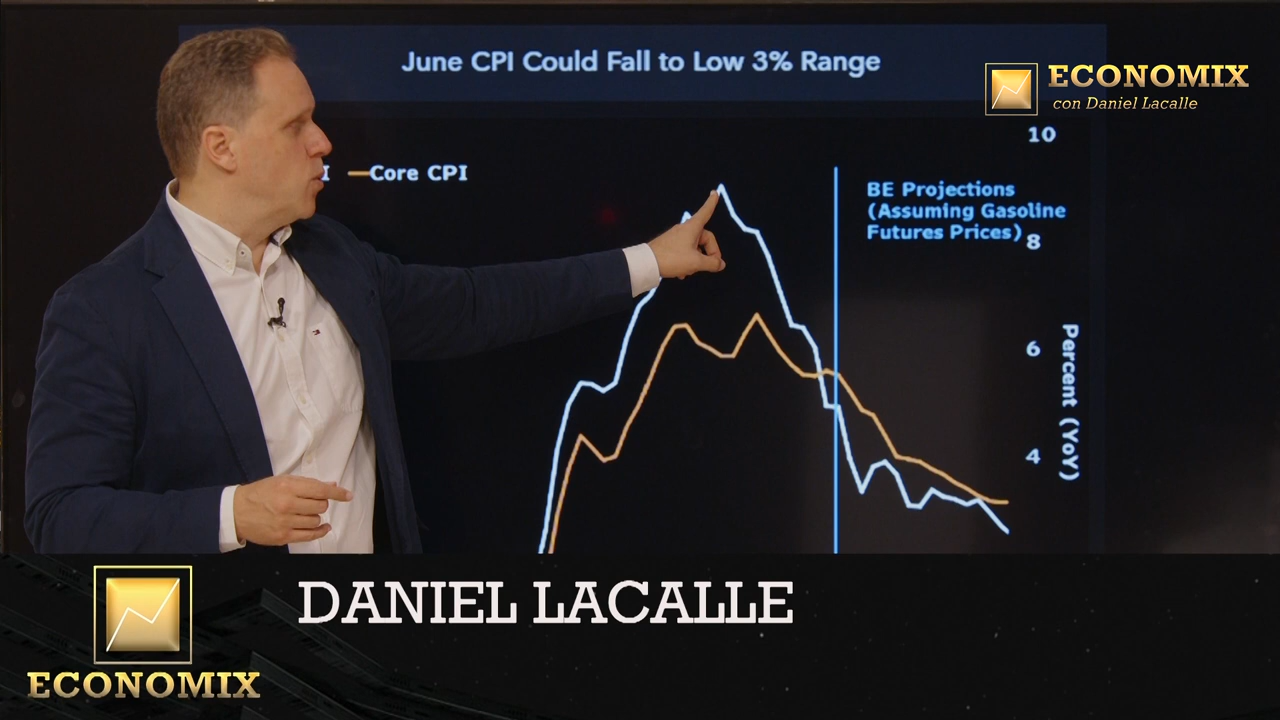 June CPI Could Fall to Low 3% Range
ECONOMIX
con Daniel Lacalle
10
I
Core CPI
BE Projections
(Assuming Gasoline
Futures Prices)
8
6
Percent (YoY)
4
DANIEL LACALLE
ECONOMIX